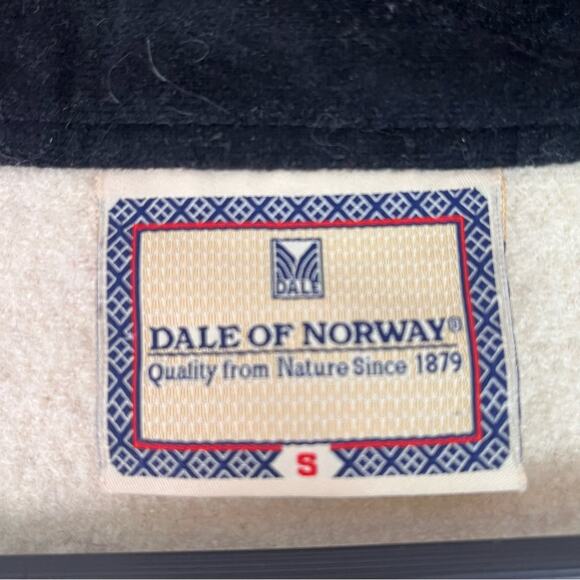 DALE
DALE OF NORWAY®
Quality from Nature Since 1879
S